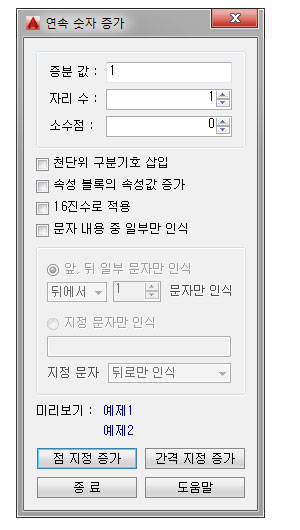 연속 숫자 증가
증분 값 : 1
자리 수 : 1
소수점 : 0
천단위 구분기호 삽입
속성 블록의 속성값 증가
16진수로 적용
문자 내용 중 일부만 인식
앞, 뒤 일부 문자만 인식
뒤에서 1 문자만 인식
지정 문자만 인식
지정 문자 뒤로만 인식
미리보기 : 예제1
예제2
점 지정 증가 간격 지정 증가
종 료 도움말